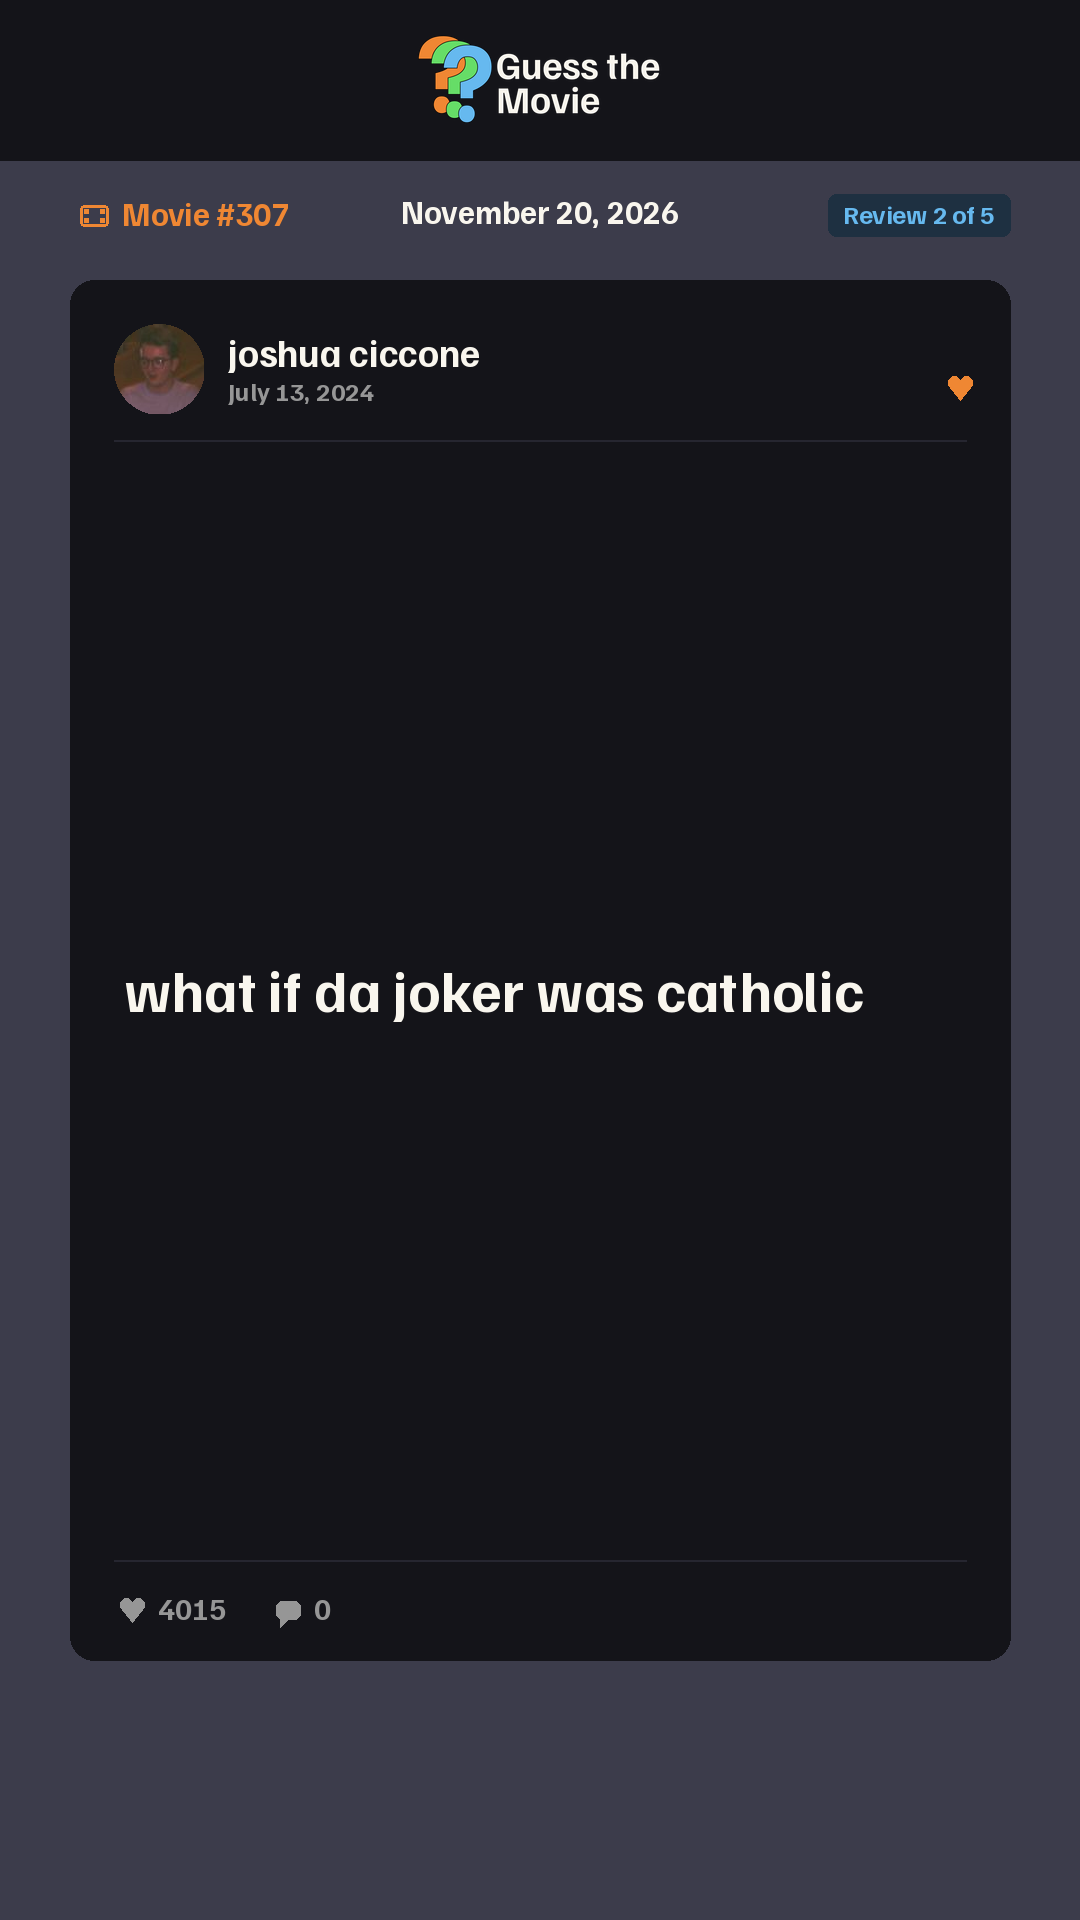 Guess the
Movie
Movie #307
November 20, 2026
Review 2 of 5
joshua ciccone
July 13, 2024
what if da joker was catholic
4015
0